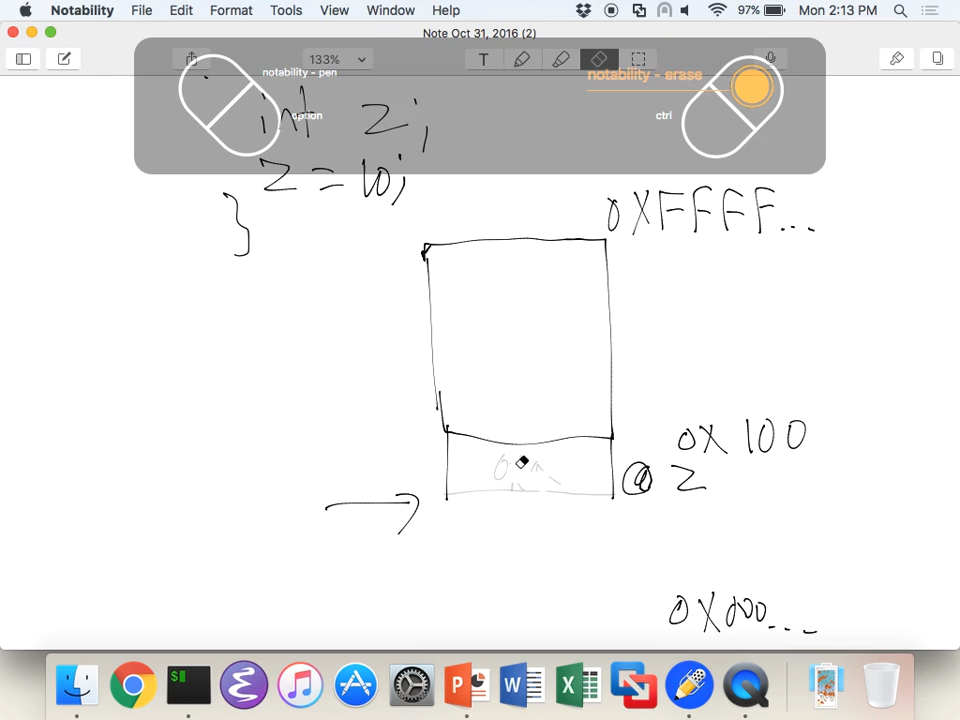 Notability File Edit Format View Window Help 97% Mon 2:13 PM
Note Oct 31, 2016 (2)
133% T
notability - pen notability - erase
option ctrl
int z;
z = 10;
}
0XFFFF...
0X100
@ z
0X000...
$
P W X